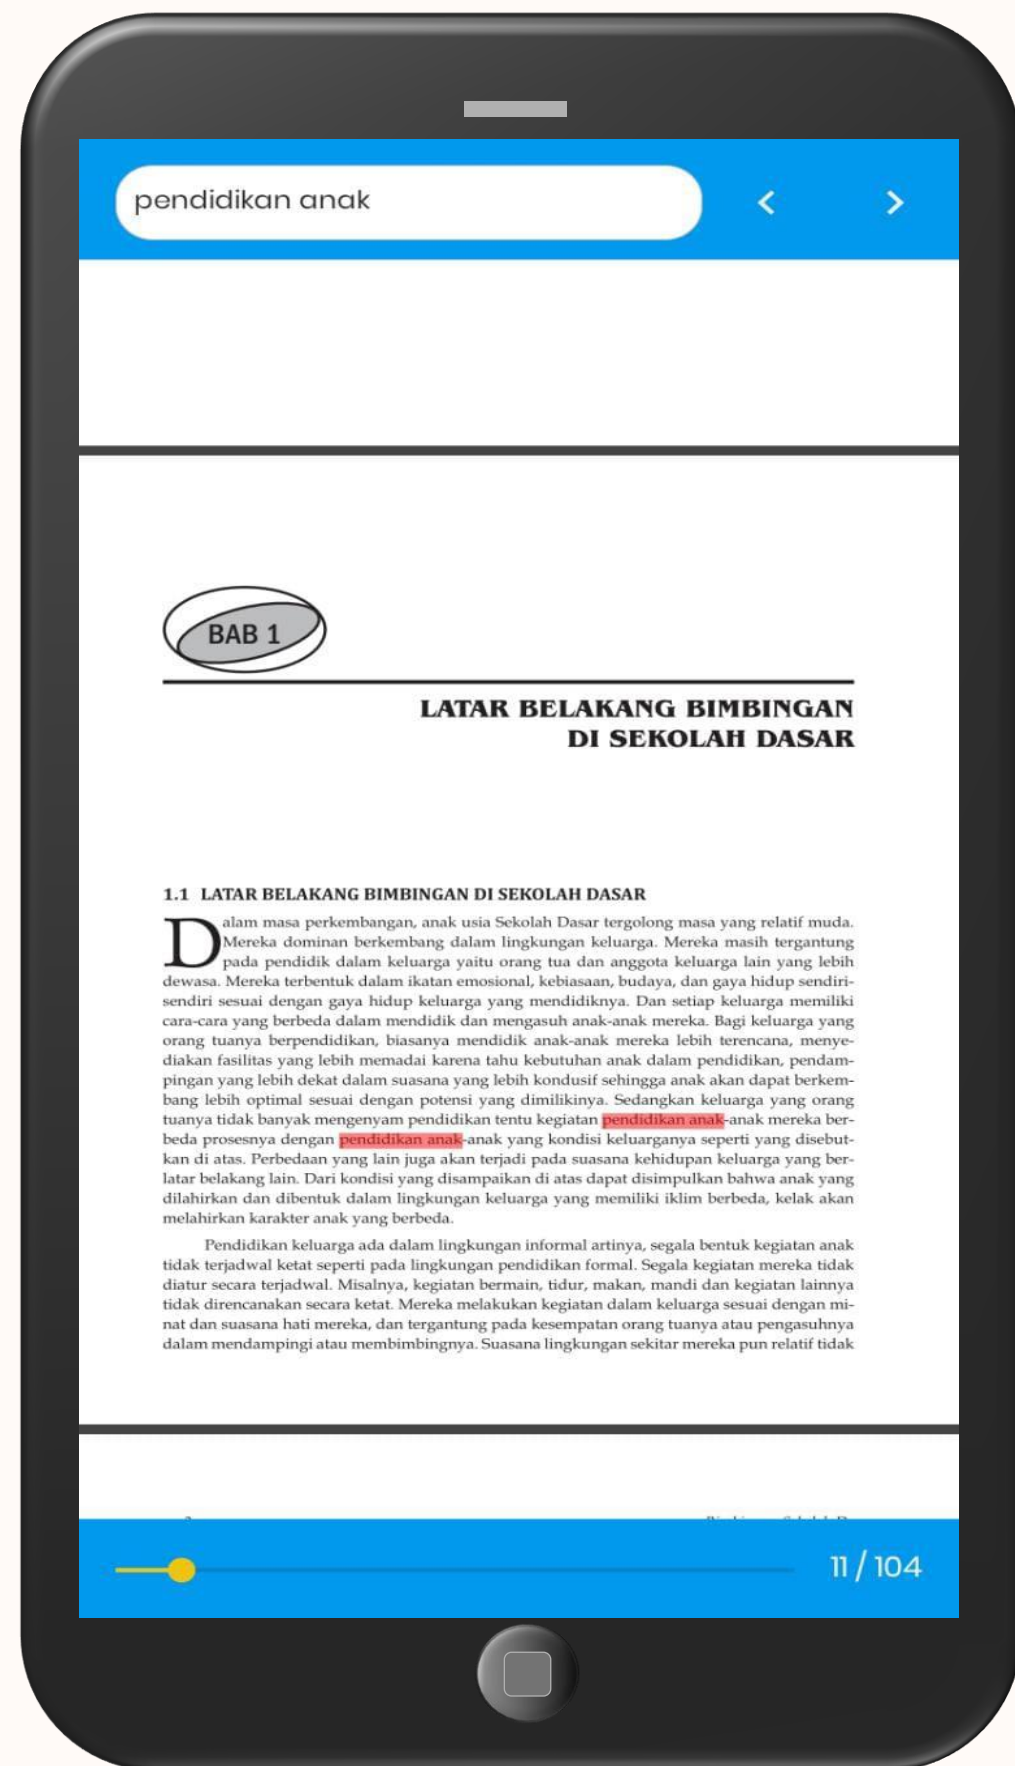 pendidikan anak
BAB 1
LATAR BELAKANG BIMBINGAN
DI SEKOLAH DASAR
1.1 LATAR BELAKANG BIMBINGAN DI SEKOLAH DASAR
Dalam masa perkembangan, anak usia Sekolah Dasar tergolong masa yang relatif muda.
Mereka dominan berkembang dalam lingkungan keluarga. Mereka masih tergantung
pada pendidik dalam keluarga yaitu orang tua dan anggota keluarga lain yang lebih
dewasa. Mereka terbentuk dalam ikatan emosional, kebiasaan, budaya, dan gaya hidup sendiri-
sendiri sesuai dengan gaya hidup keluarga yang mendidiknya. Dan setiap keluarga memiliki
cara-cara yang berbeda dalam mendidik dan mengasuh anak-anak mereka. Bagi keluarga yang
orang tuanya berpendidikan, biasanya mendidik anak-anak mereka lebih terencana, menye-
diakan fasilitas yang lebih memadai karena tahu kebutuhan anak dalam pendidikan, pendam-
pingan yang lebih dekat dalam suasana yang lebih kondusif sehingga anak akan dapat berkem-
bang lebih optimal sesuai dengan potensi yang dimilikinya. Sedangkan keluarga yang orang
tuanya tidak banyak mengenyam pendidikan tentu kegiatan pendidikan anak-anak mereka ber-
beda prosesnya dengan pendidikan anak-anak yang kondisi keluarganya seperti yang disebut-
kan di atas. Perbedaan yang lain juga akan terjadi pada suasana kehidupan keluarga yang ber-
latar belakang lain. Dari kondisi yang disampaikan di atas dapat disimpulkan bahwa anak yang
dilahirkan dan dibentuk dalam lingkungan keluarga yang memiliki iklim berbeda, kelak akan
melahirkan karakter anak yang berbeda.
Pendidikan keluarga ada dalam lingkungan informal artinya, segala bentuk kegiatan anak
tidak terjadwal ketat seperti pada lingkungan pendidikan formal. Segala kegiatan mereka tidak
diatur secara terjadwal. Misalnya, kegiatan bermain, tidur, makan, mandi dan kegiatan lainnya
tidak direncanakan secara ketat. Mereka melakukan kegiatan dalam keluarga sesuai dengan mi-
nat dan suasana hati mereka, dan tergantung pada kesempatan orang tuanya atau pengasuhnya
dalam mendampingi atau membimbingnya. Suasana lingkungan sekitar mereka pun relatif tidak
11 / 104